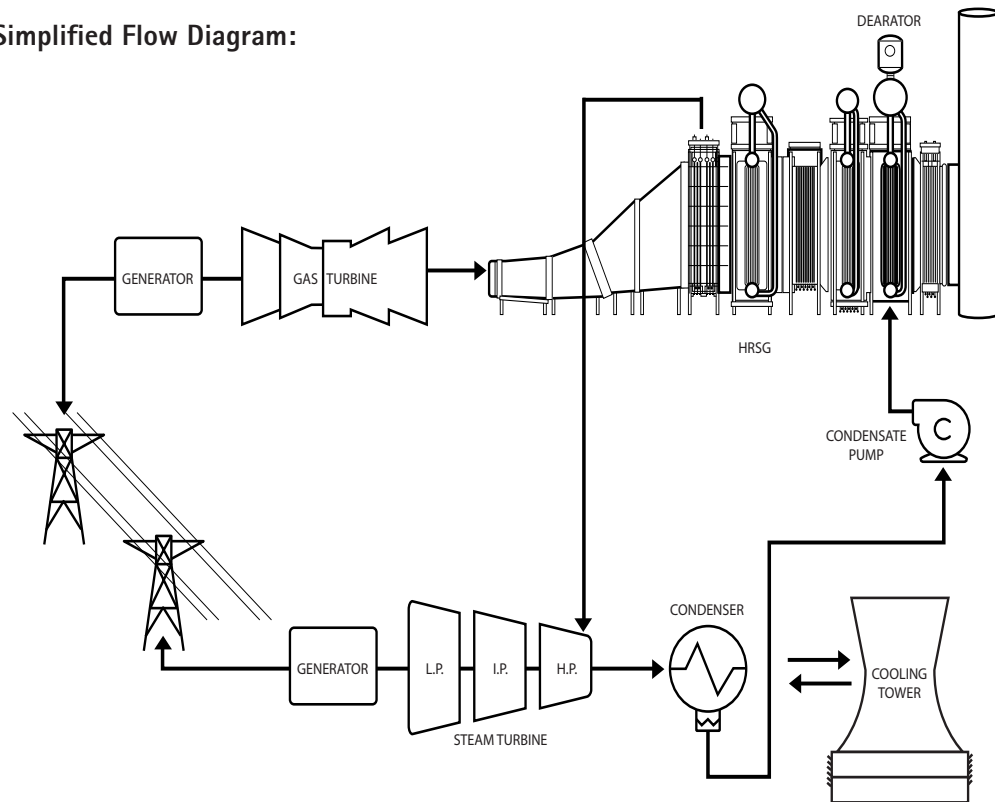 Simplified Flow Diagram:
DEARATOR
GENERATOR
GAS TURBINE
HRSG
CONDENSATE
PUMP
C
CONDENSER
GENERATOR
L.P.
I.P.
H.P.
STEAM TURBINE
COOLING
TOWER